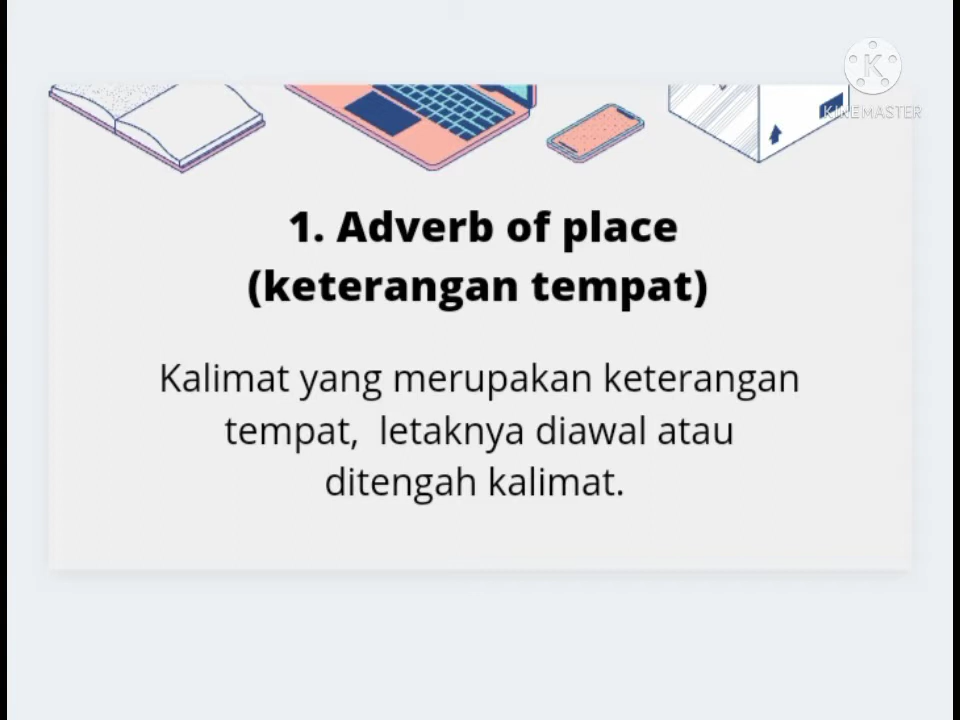 KINEMASTER
1. Adverb of place
(keterangan tempat)
Kalimat yang merupakan keterangan
tempat, letaknya diawal atau
ditengah kalimat.